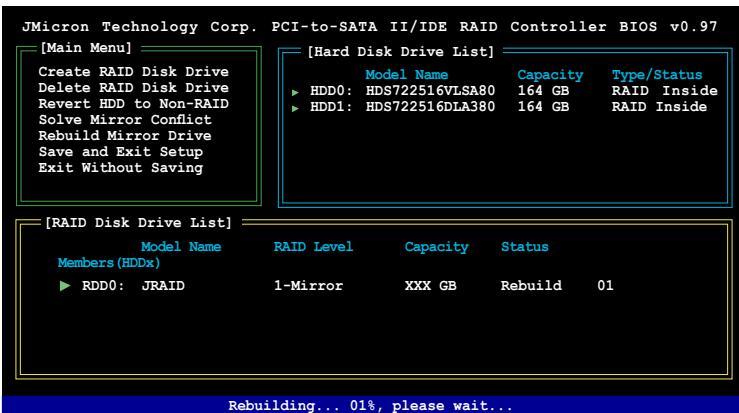 JMicron Technology Corp. PCI-to-SATA II/IDE RAID Controller BIOS v0.97
[Main Menu]
Create RAID Disk Drive
Delete RAID Disk Drive
Revert HDD to Non-RAID
Solve Mirror Conflict
Rebuild Mirror Drive
Save and Exit Setup
Exit Without Saving
[Hard Disk Drive List]
Model Name Capacity Type/Status
HDD0: HDS722516VLSA80 164 GB RAID Inside
HDD1: HDS722516DLA380 164 GB RAID Inside
[RAID Disk Drive List]
Model Name RAID Level Capacity Status
Members(HDDx)
RDD0: JRAID 1-Mirror XXX GB Rebuild 01
Rebuilding... 01%, please wait...